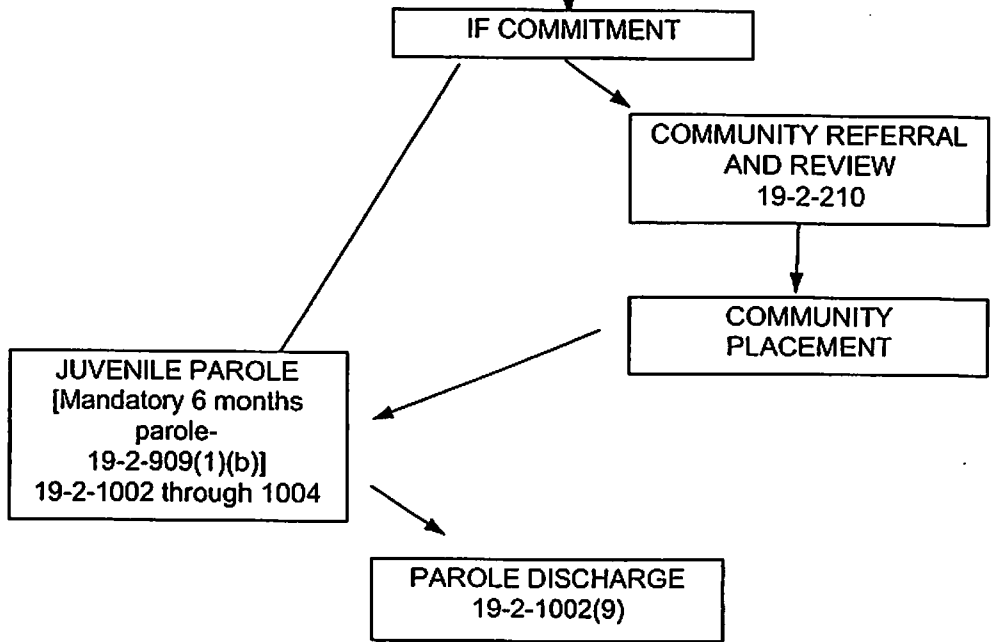 IF COMMITMENT
COMMUNITY REFERRAL
AND REVIEW
19-2-210
COMMUNITY
PLACEMENT
JUVENILE PAROLE
[Mandatory 6 months
parole-
19-2-909(1)(b)]
19-2-1002 through 1004
PAROLE DISCHARGE
19-2-1002(9)